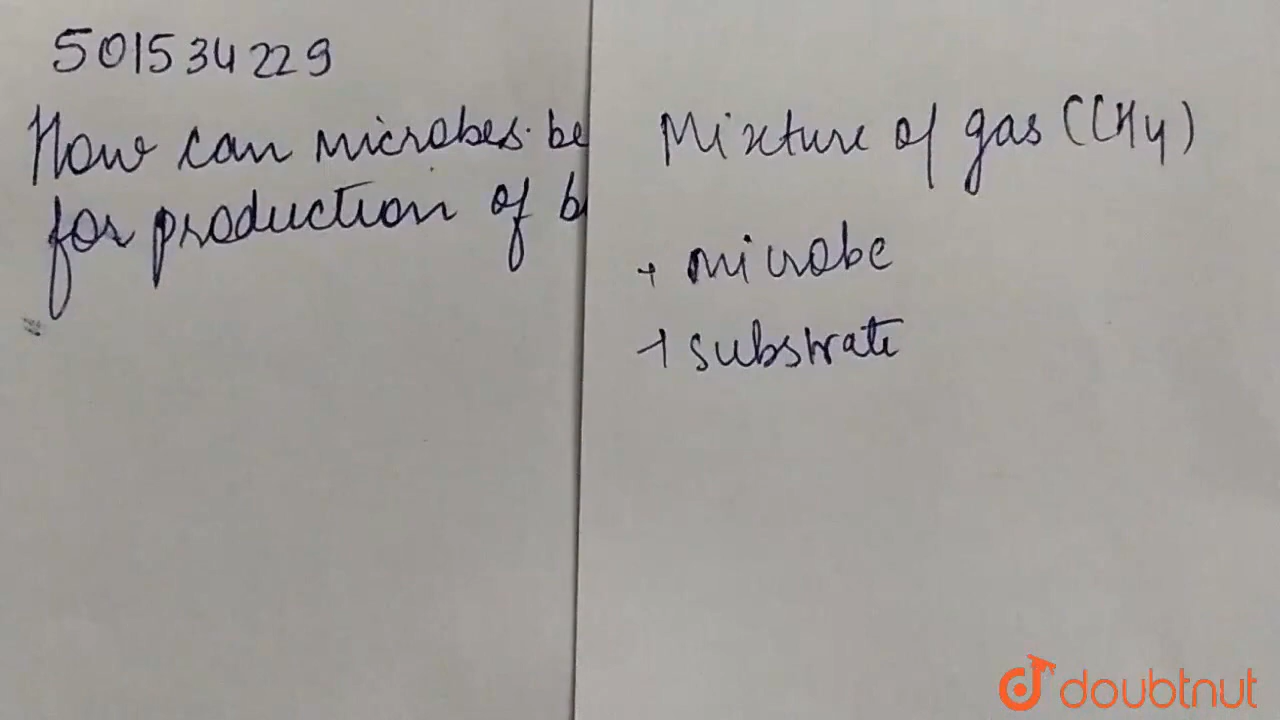 501534229
How can microbes be
for production of b
Mixture of gas (CH4)
+ microbe
+ substrate
doubtnut